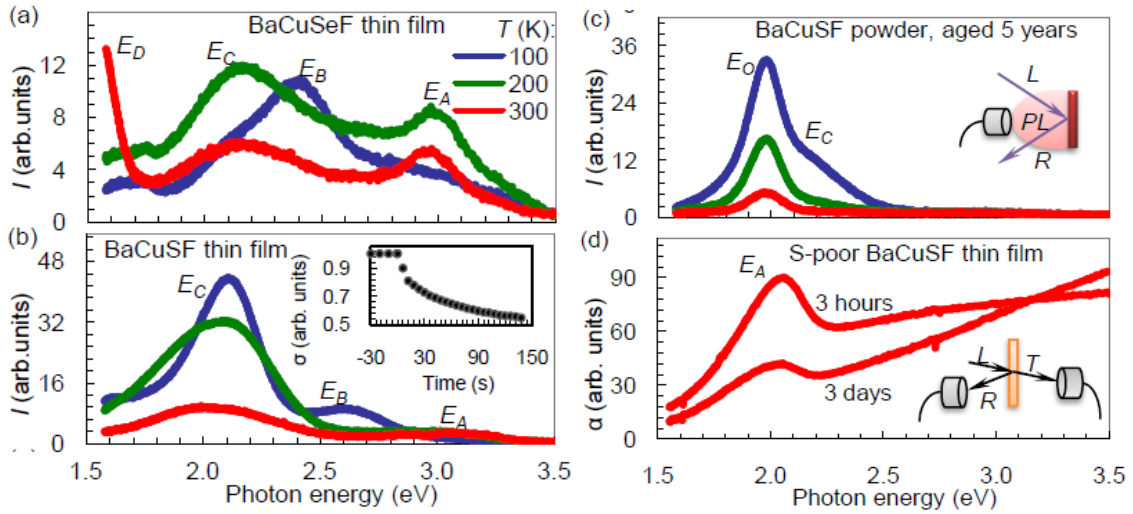 (a)
BaCuSeF thin film
T (K):
100
200
300
E_D
E_C
E_B
E_A
12
8
4
0
I (arb.units)
(b)
BaCuSF thin film
48
32
16
0
I (arb.units)
E_C
E_B
E_A
σ (arb. units)
0.9
0.7
0.5
-30 30 90 150
Time (s)
1.5 2.0 2.5 3.0 3.5
Photon energy (eV)
(c)
BaCuSF powder, aged 5 years
36
24
12
0
I (arb.units)
E_O
E_C
L
PL
R
(d)
S-poor BaCuSF thin film
90
60
30
0
α (arb. units)
E_A
3 hours
3 days
L
T
R
1.5 2.0 2.5 3.0 3.5
Photon energy (eV)